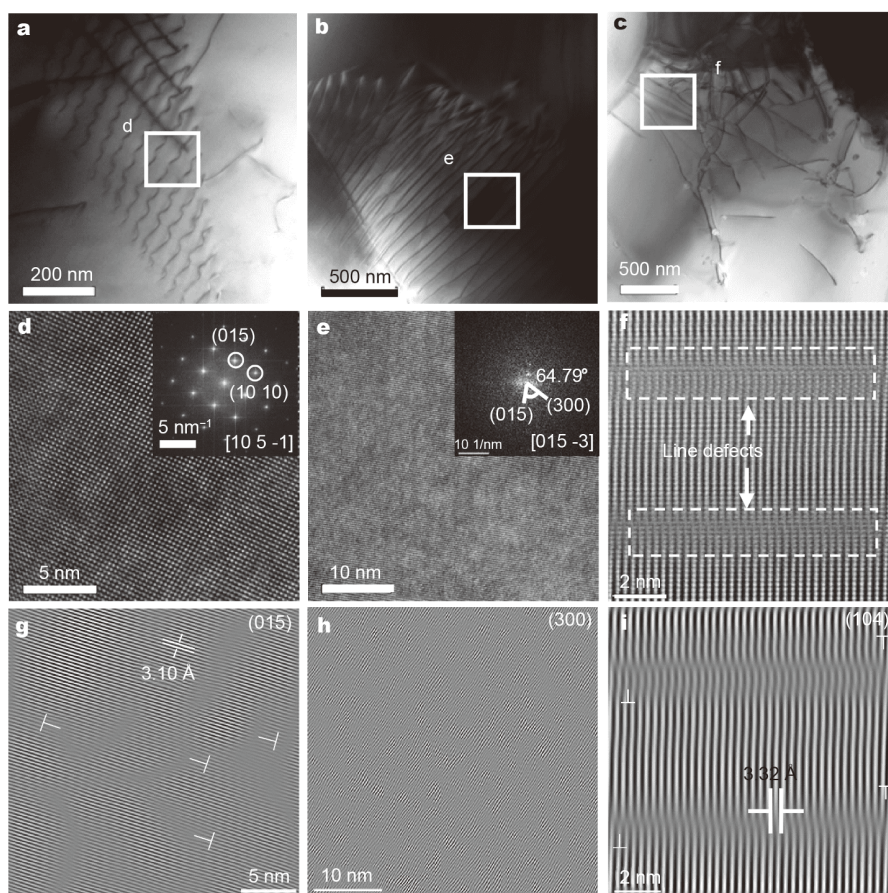 a
d
200 nm
b
e
500 nm
c
f
500 nm
d
(015)
(10 10)
5 nm⁻¹
[10 5 -1]
5 nm
e
64.79°
(015)
(300)
10 1/nm
[015 -3]
10 nm
f
Line defects
2 nm
g
(015)
3.10 Å
5 nm
h
(300)
10 nm
i
(104)
3.32 Å
2 nm